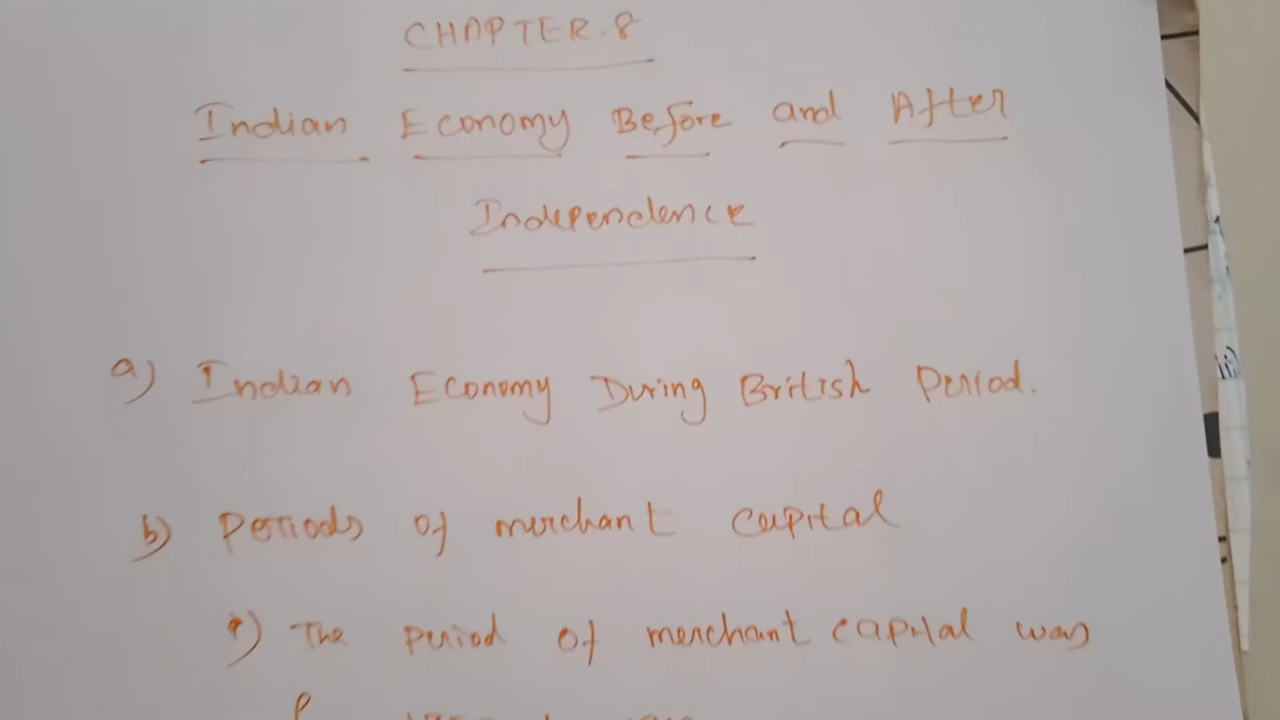 CHAPTER-8
Indian Economy Before and After
Independence
a) Indian Economy During British Period.
b) Periods of merchant capital
i) The period of merchant capital was